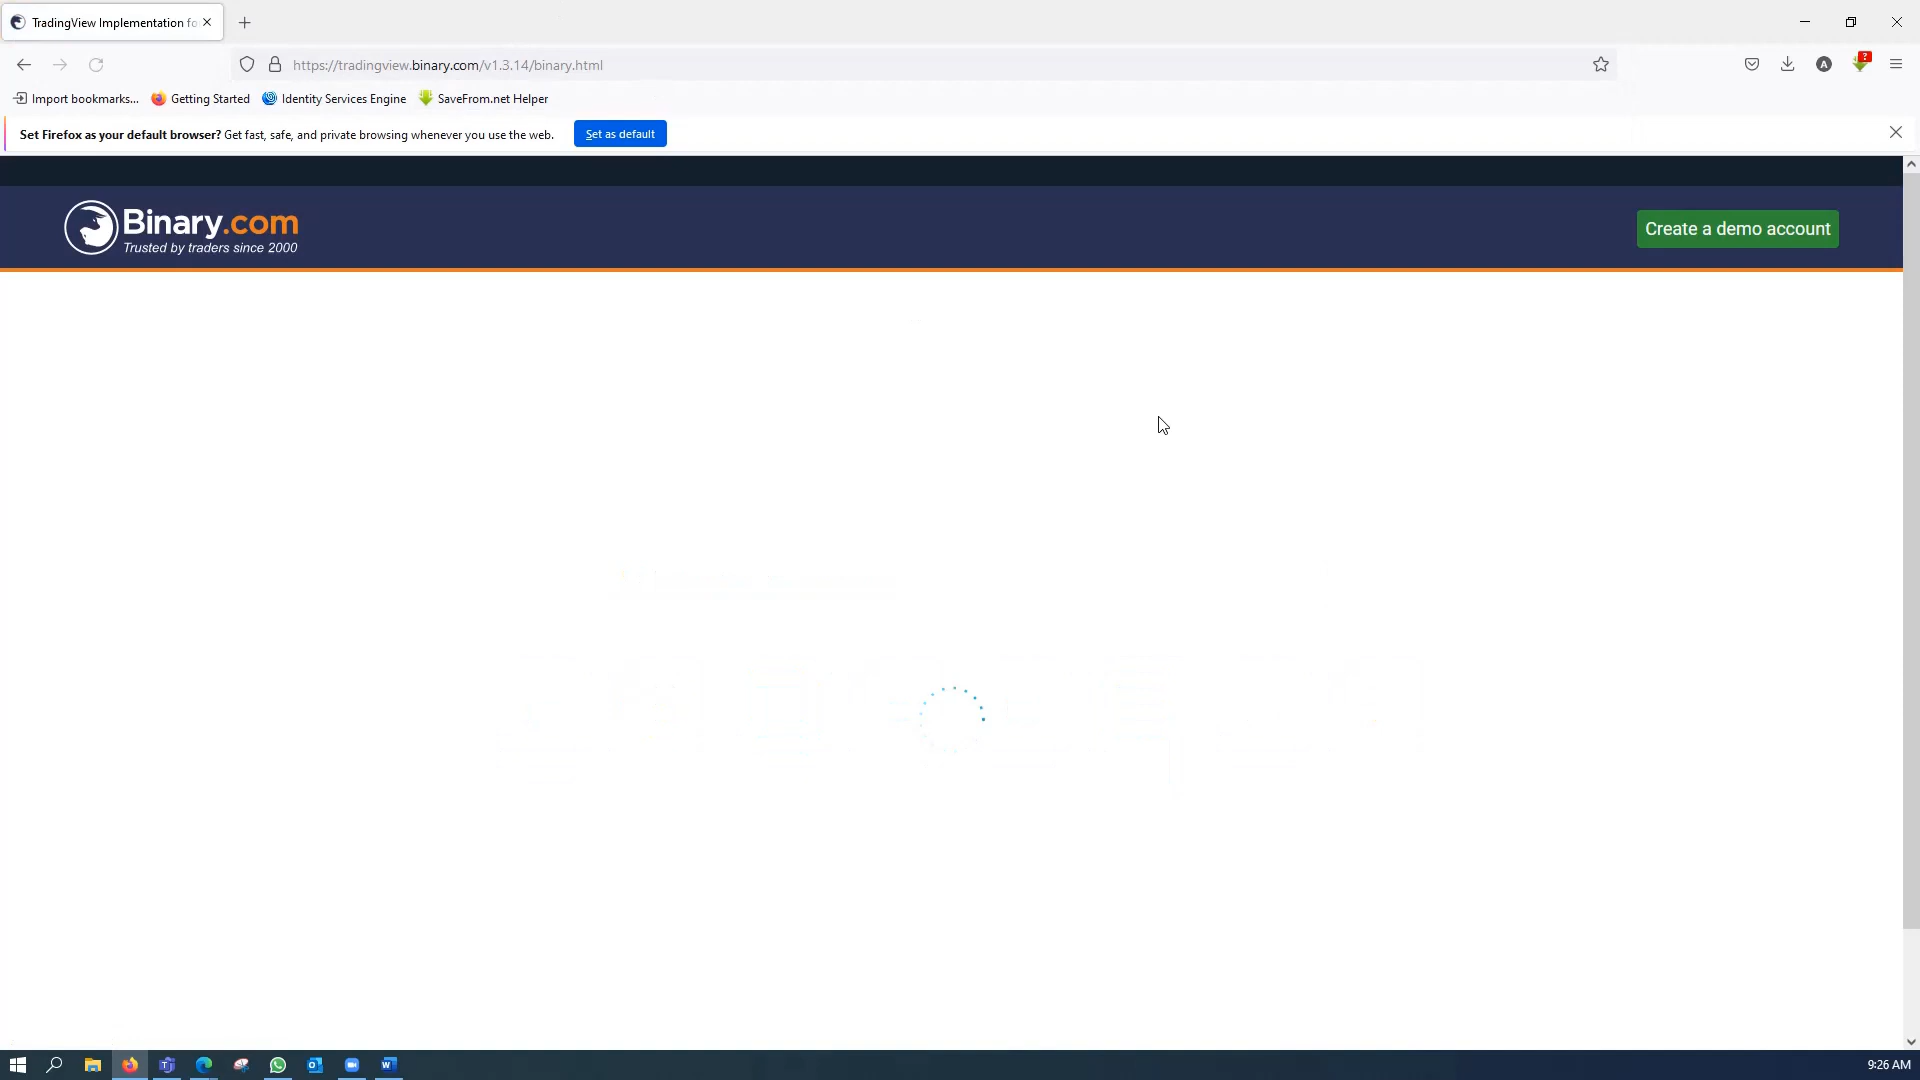 TradingView Implementation fo
https://tradingview.binary.com/v1.3.14/binary.html
A
?
Import bookmarks...
Getting Started
Identity Services Engine
SaveFrom.net Helper
Set Firefox as your default browser? Get fast, safe, and private browsing whenever you use the web.
Set as default
Binary.com
Trusted by traders since 2000
Create a demo account
9:26 AM